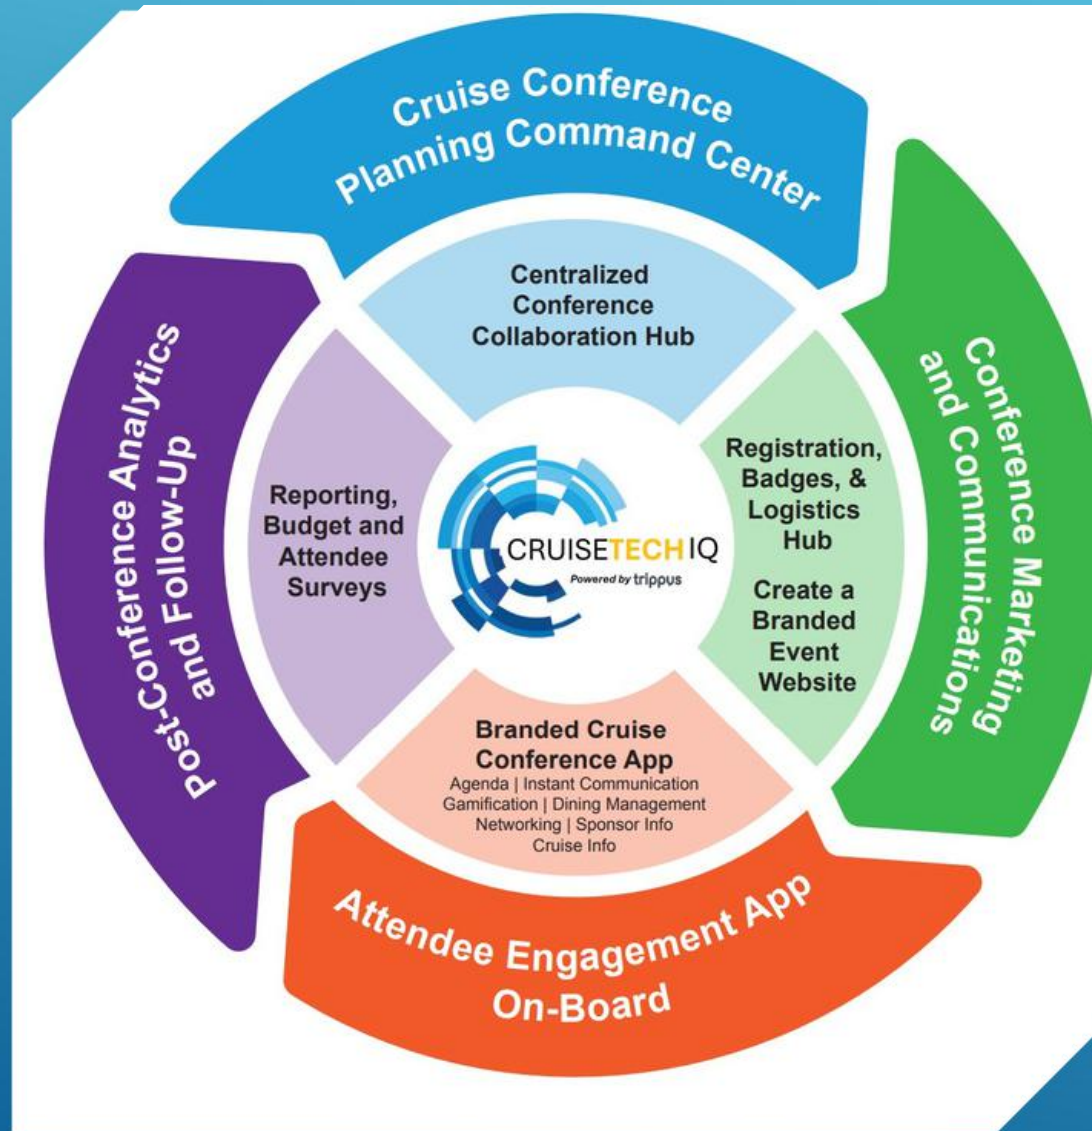 Cruise Conference
Planning Command Center
Centralized
Conference
Collaboration Hub
Conference Marketing
and Communications
Registration,
Badges, &
Logistics
Hub
Create a
Branded
Event
Website
Attendee Engagement App
On-Board
Branded Cruise
Conference App
Agenda | Instant Communication
Gamification | Dining Management
Networking | Sponsor Info
Cruise Info
Post-Conference Analytics
and Follow-Up
Reporting,
Budget and
Attendee
Surveys
CRUISETECH IQ
Powered by trippus